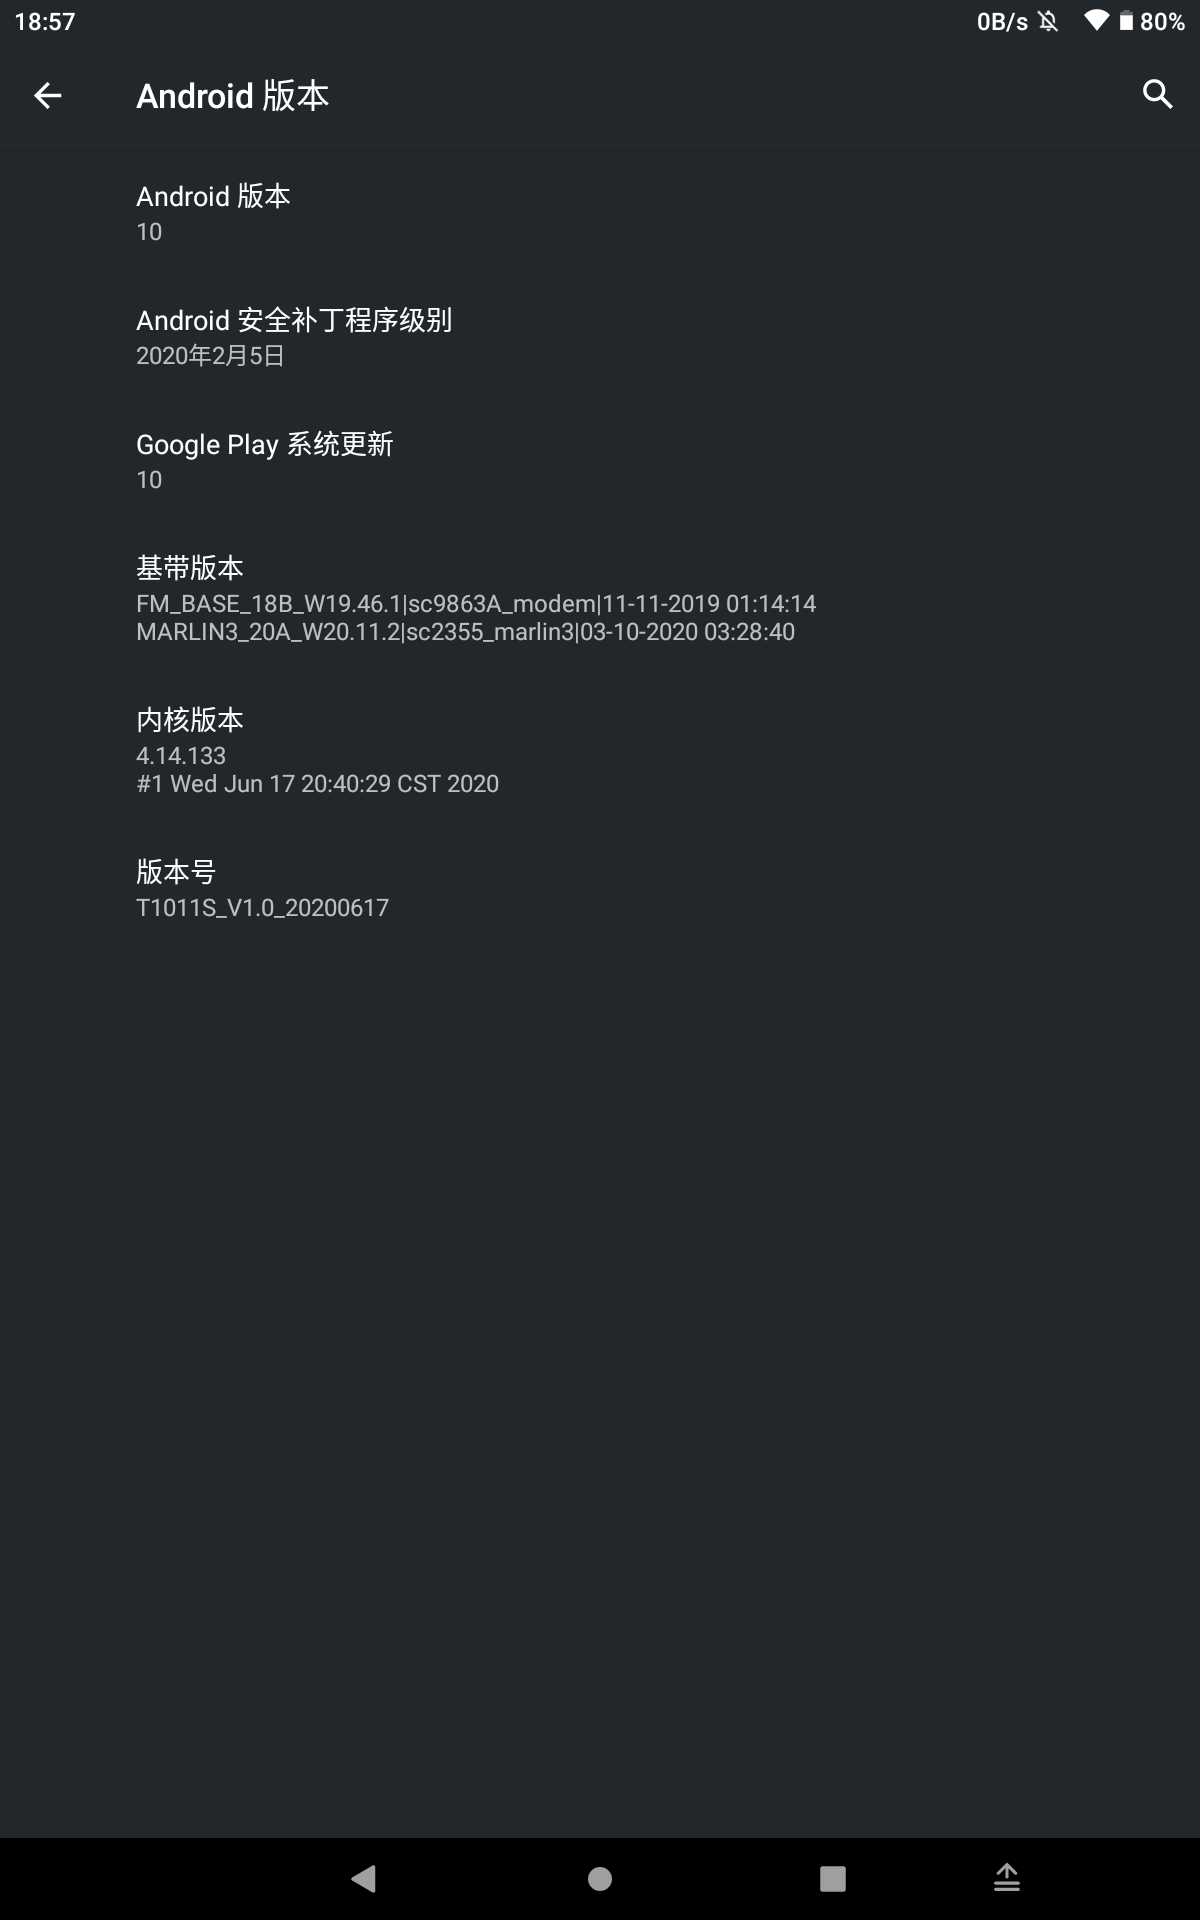 18:57
0B/s
80%
Android 版本
Android 版本
10
Android 安全补丁程序级别
2020年2月5日
Google Play 系统更新
10
基带版本
FM_BASE_18B_W19.46.1|sc9863A_modem|11-11-2019 01:14:14
MARLIN3_20A_W20.11.2|sc2355_marlin3|03-10-2020 03:28:40
内核版本
4.14.133
#1 Wed Jun 17 20:40:29 CST 2020
版本号
T1011S_V1.0_20200617